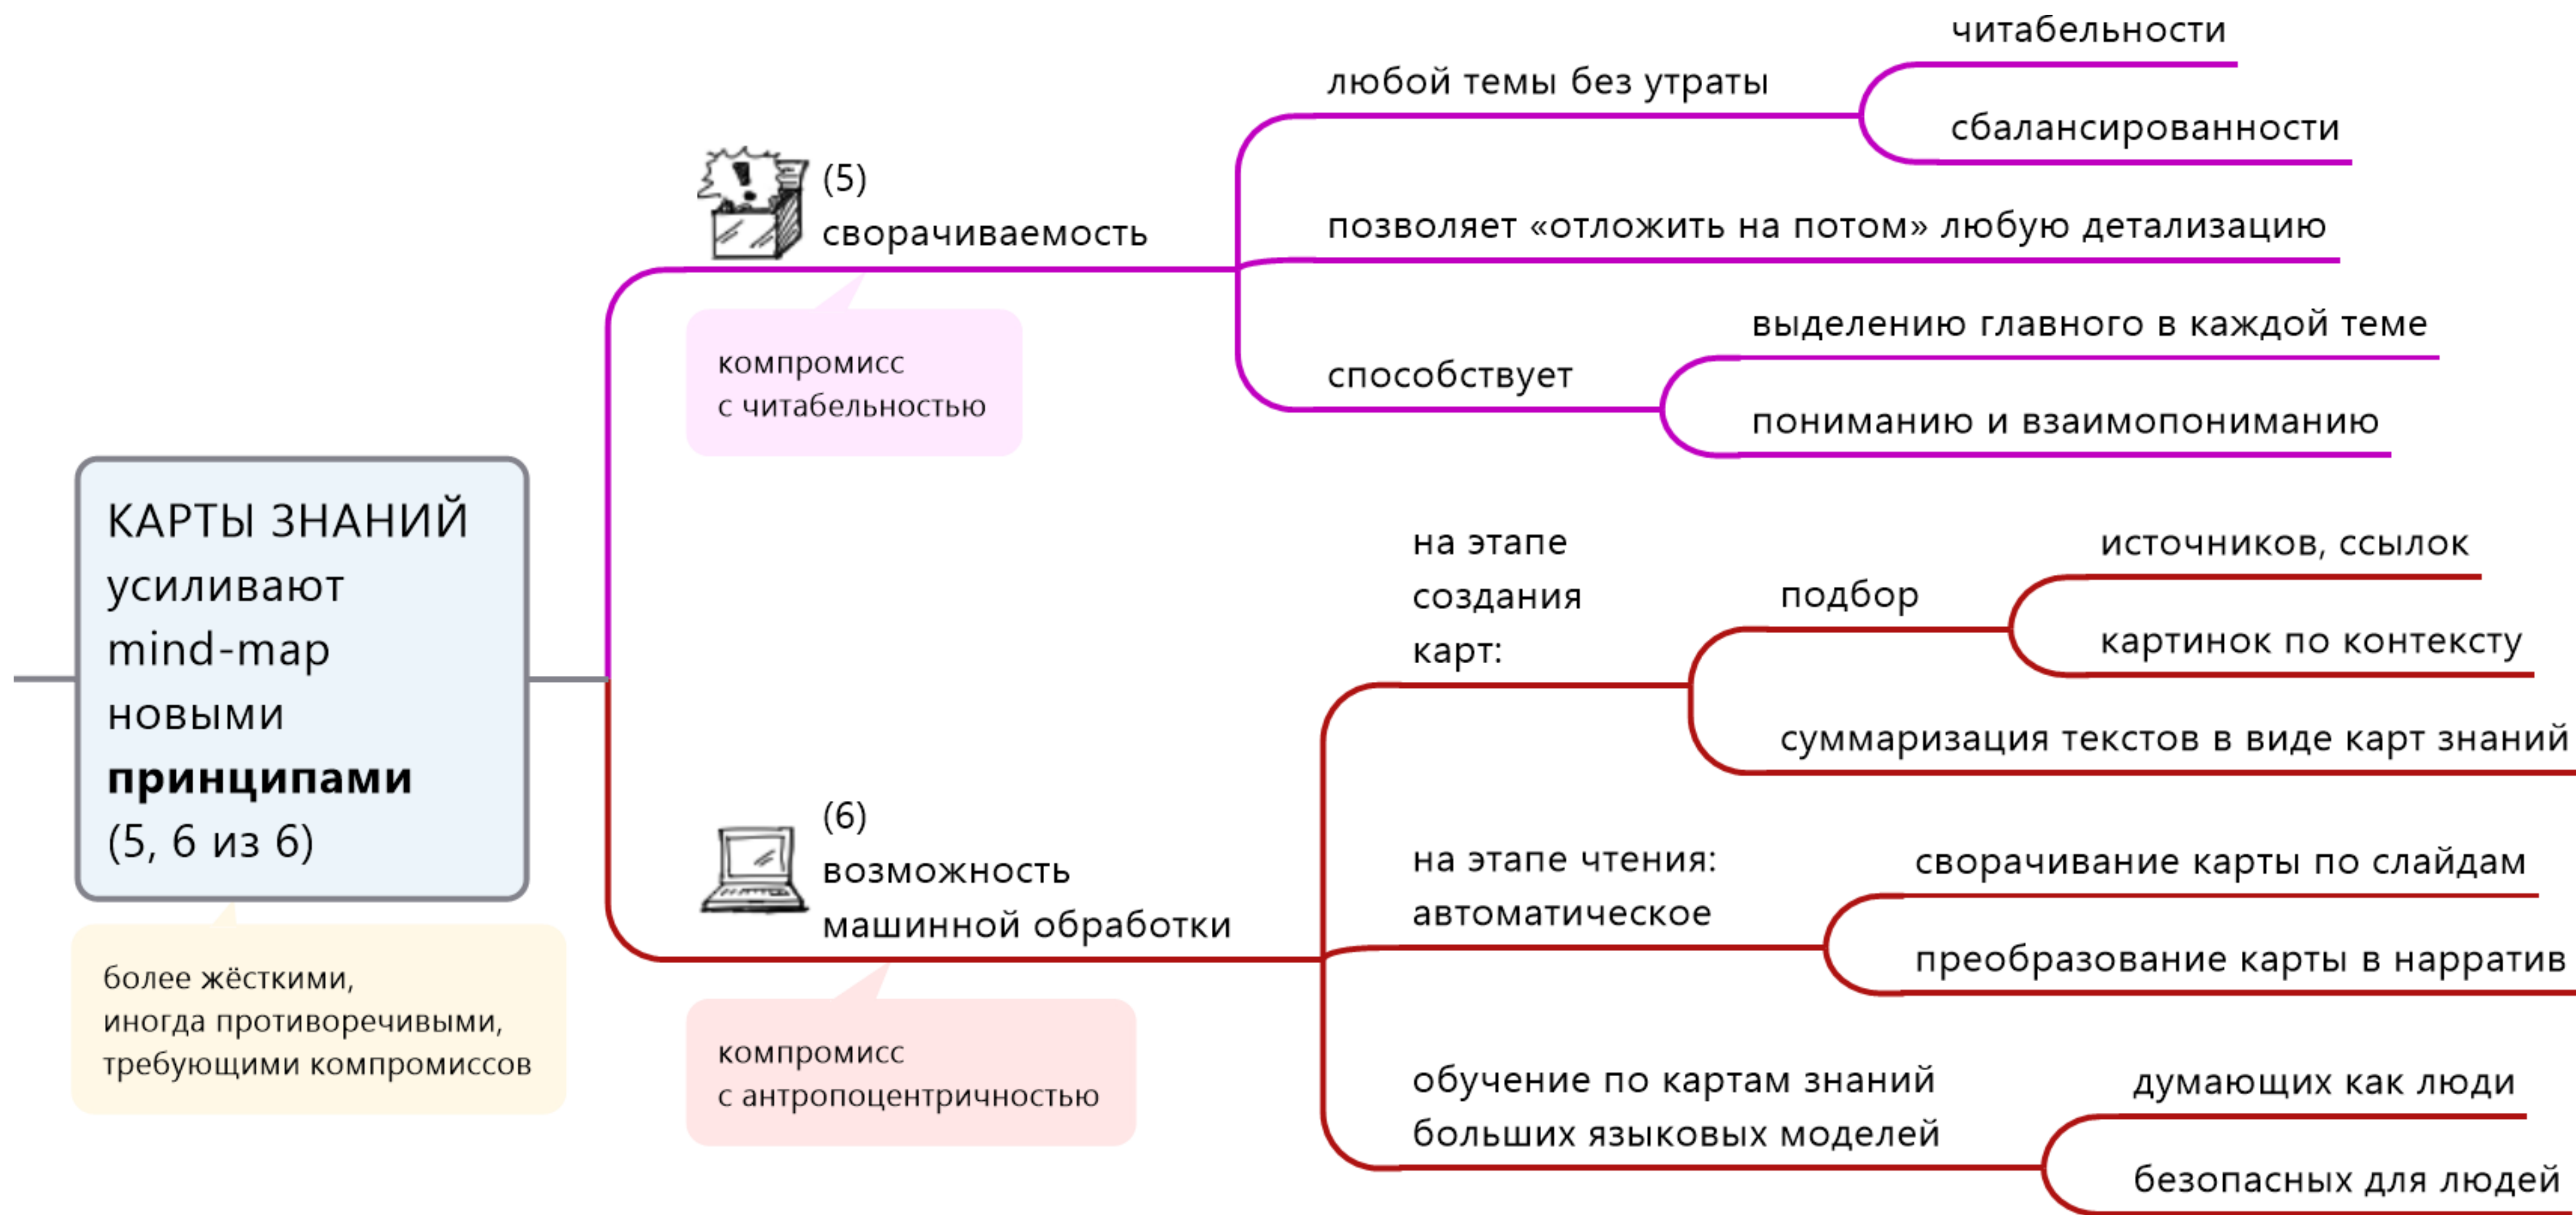 КАРТЫ ЗНАНИЙ
усиливают
mind-map
новыми
принципами
(5, 6 из 6)
более жёсткими,
иногда противоречивыми,
требующими компромиссов
(5)
сворачиваемость
компромисс
с читабельностью
любой темы без утраты
читабельности
сбалансированности
позволяет «отложить на потом» любую детализацию
способствует
выделению главного в каждой теме
пониманию и взаимопониманию
(6)
возможность
машинной обработки
компромисс
с антропоцентричностью
на этапе
создания
карт:
подбор
источников, ссылок
картинок по контексту
суммаризация текстов в виде карт знаний
на этапе чтения:
автоматическое
сворачивание карты по слайдам
преобразование карты в нарратив
обучение по картам знаний
больших языковых моделей
думающих как люди
безопасных для людей